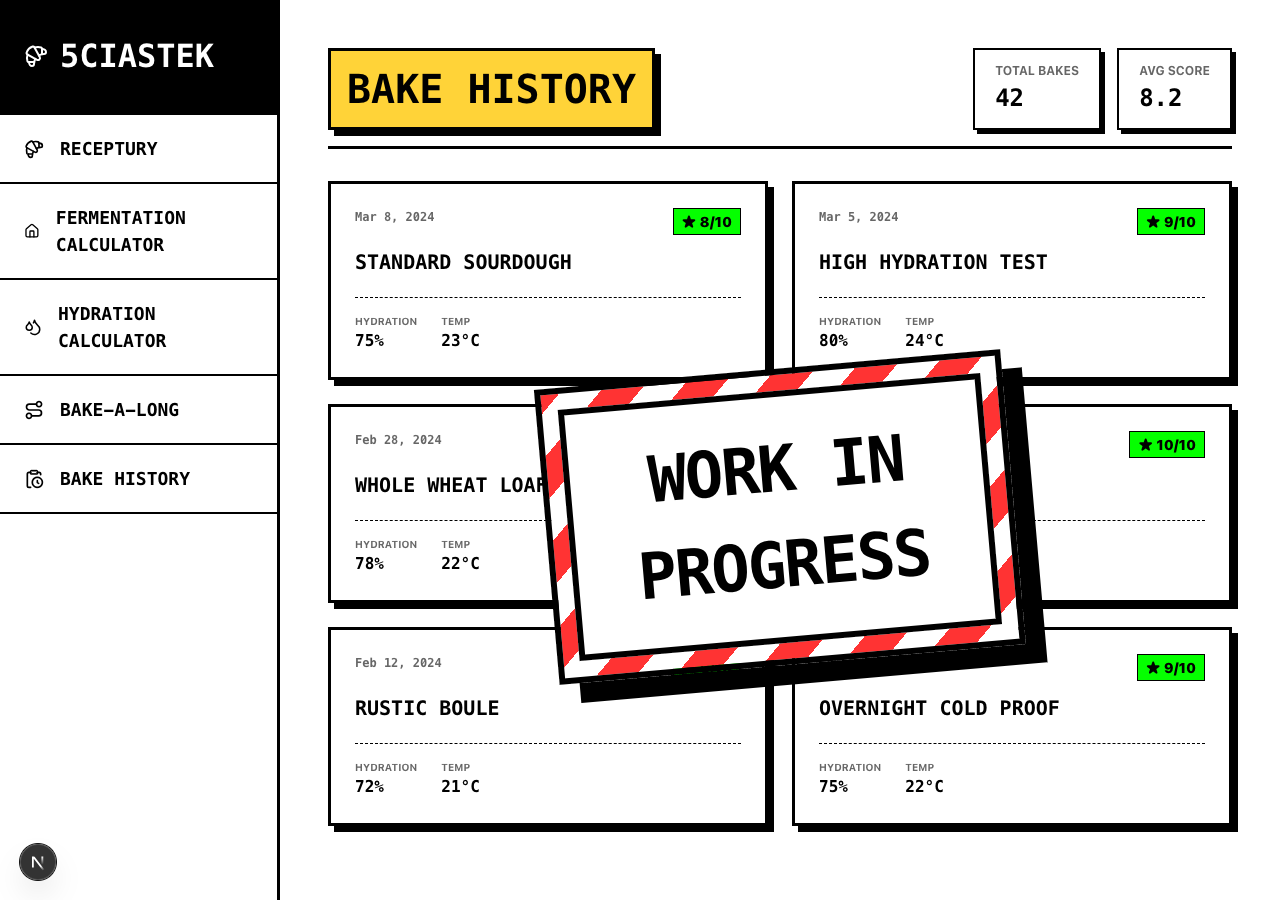 5CIASTEK
RECEPTURY
FERMENTATION
CALCULATOR
HYDRATION
CALCULATOR
BAKE–A–LONG
BAKE HISTORY
N
BAKE HISTORY
TOTAL BAKES
42
AVG SCORE
8.2
Mar 8, 2024
8/10
STANDARD SOURDOUGH
HYDRATION TEMP
75% 23°C
Mar 5, 2024
9/10
HIGH HYDRATION TEST
HYDRATION TEMP
80% 24°C
Feb 28, 2024
WHOLE WHEAT LOAF
HYDRATION TEMP
78% 22°C
10/10
WORK IN
PROGRESS
Feb 12, 2024
RUSTIC BOULE
HYDRATION TEMP
72% 21°C
9/10
OVERNIGHT COLD PROOF
HYDRATION TEMP
75% 22°C